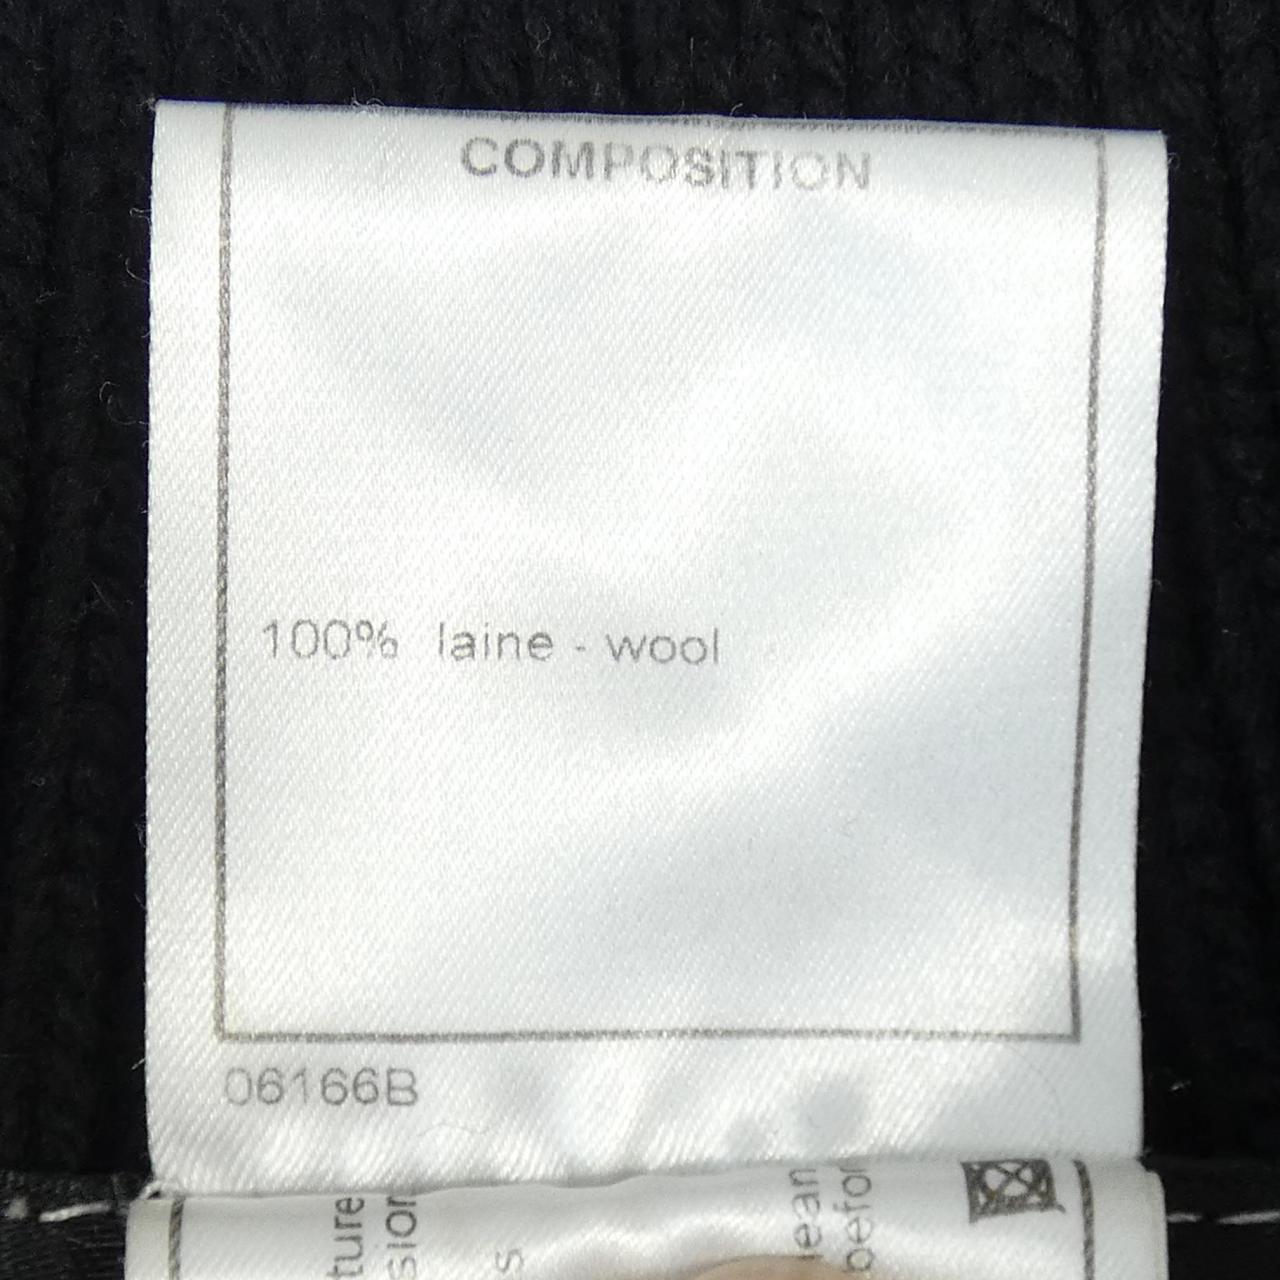 COMPOSITION
100% laine - wool
06166B